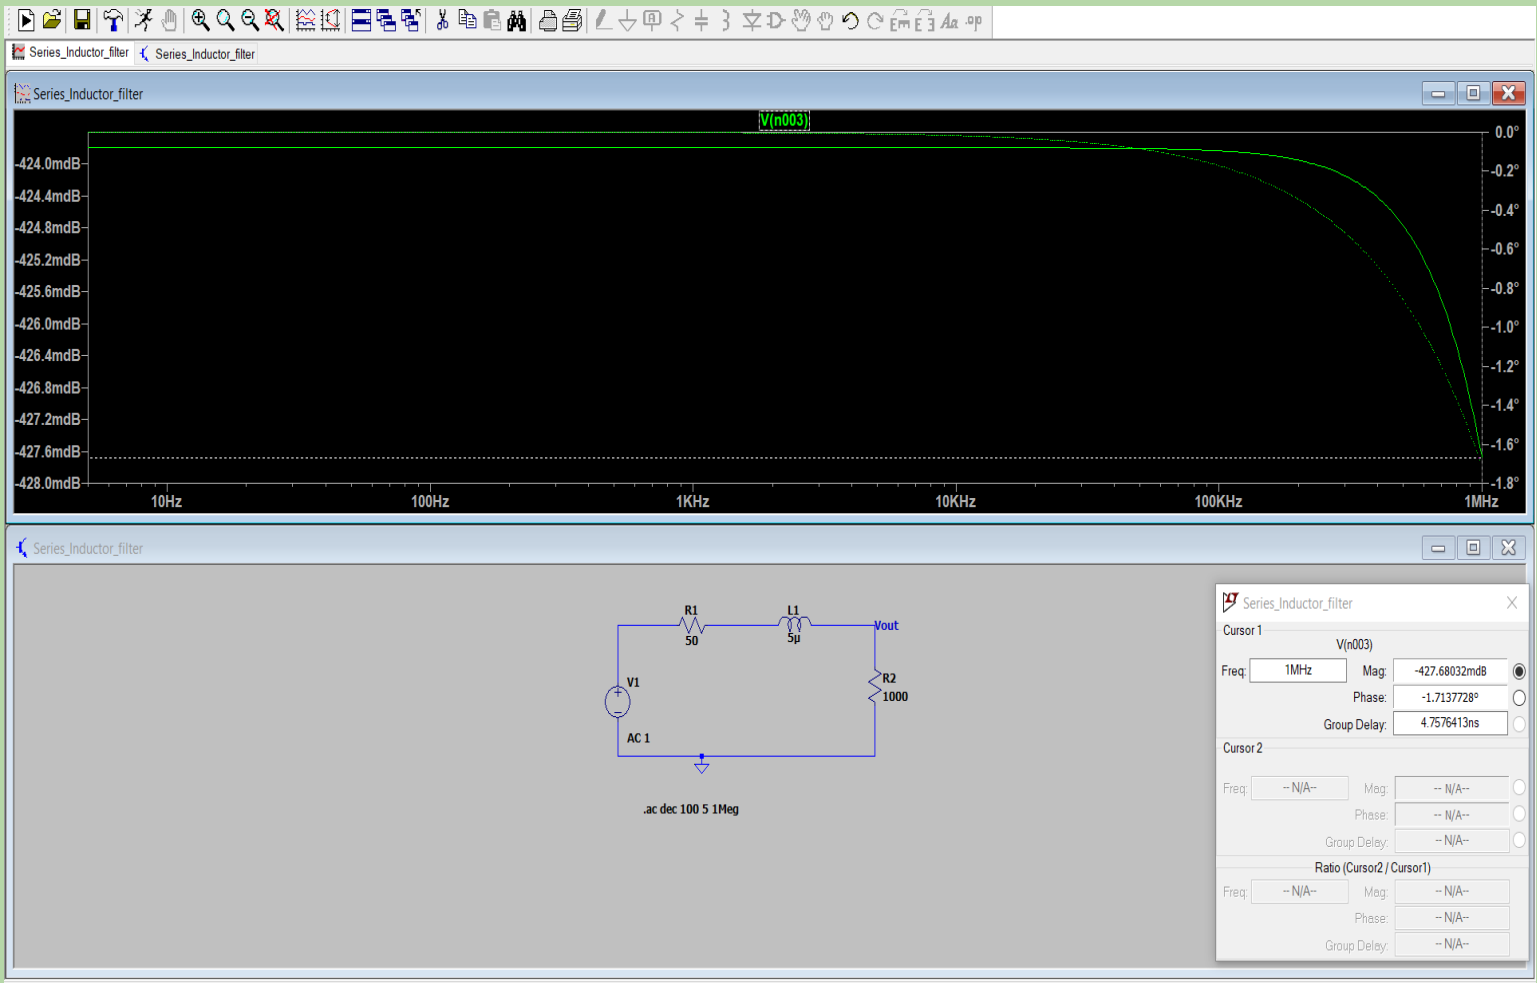 Series_Inductor_filter Series_Inductor_filter
Series_Inductor_filter
V(n003)
-424.0mdB
-424.4mdB
-424.8mdB
-425.2mdB
-425.6mdB
-426.0mdB
-426.4mdB
-426.8mdB
-427.2mdB
-427.6mdB
-428.0mdB
0.0°
-0.2°
-0.4°
-0.6°
-0.8°
-1.0°
-1.2°
-1.4°
-1.6°
-1.8°
10Hz 100Hz 1KHz 10KHz 100KHz 1MHz
Series_Inductor_filter
R1
50
L1
5µ
Vout
V1
R2
1000
AC 1
.ac dec 100 5 1Meg
Series_Inductor_filter
Cursor 1
V(n003)
Freq: 1MHz Mag: -427.68032mdB
Phase: -1.7137728°
Group Delay: 4.7576413ns
Cursor 2
Freq: -- N/A-- Mag: -- N/A--
Phase: -- N/A--
Group Delay: -- N/A--
Ratio (Cursor2 / Cursor1)
Freq: -- N/A-- Mag: -- N/A--
Phase: -- N/A--
Group Delay: -- N/A--